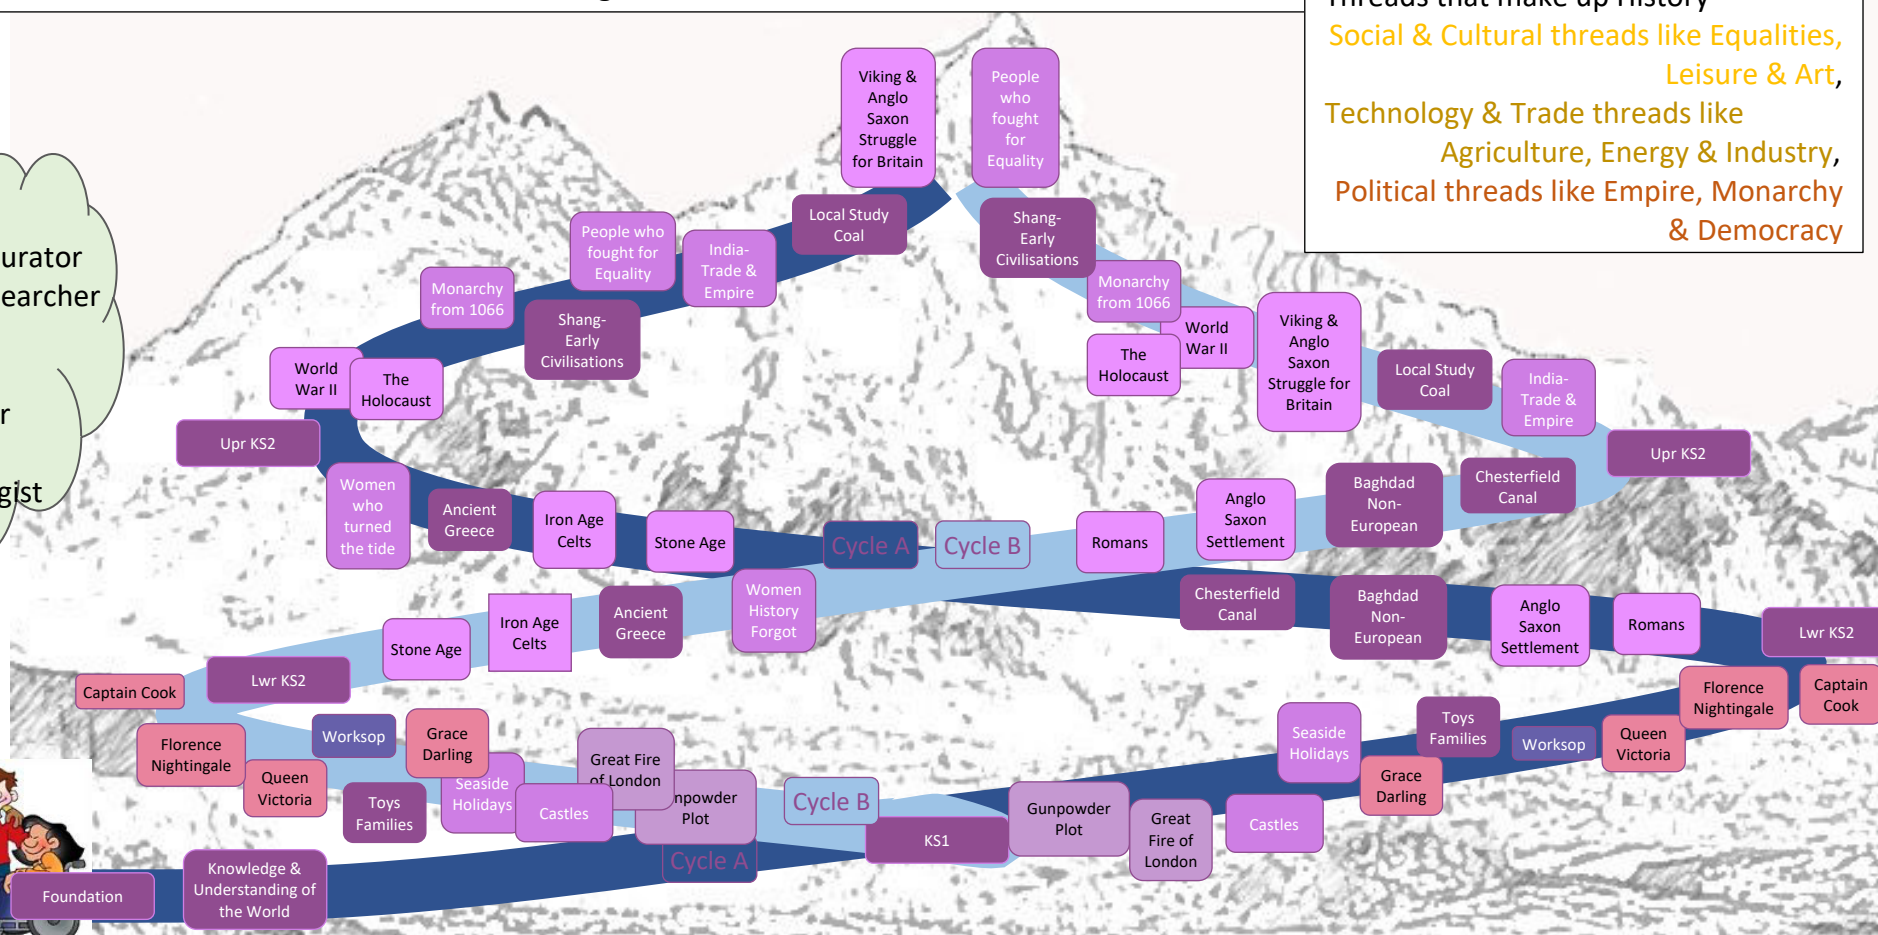 Social & Cultural threads like Equalities,
Leisure & Art,
Technology & Trade threads like
Agriculture, Energy & Industry,
Political threads like Empire, Monarchy
& Democracy
Viking &
Anglo
Saxon
Struggle
for Britain
People
who
fought
for
Equality
Local Study
Coal
Shang-
Early
Civilisations
People who
fought for
Equality
India-
Trade &
Empire
Monarchy
from 1066
Shang-
Early
Civilisations
Monarchy
from 1066
World
War II
The
Holocaust
Viking &
Anglo
Saxon
Struggle for
Britain
Local Study
Coal
India-
Trade &
Empire
World
War II
The
Holocaust
Upr KS2
Upr KS2
Women
who
turned
the tide
Ancient
Greece
Iron Age
Celts
Stone Age
Cycle A
Cycle B
Romans
Anglo
Saxon
Settlement
Baghdad
Non-
European
Chesterfield
Canal
Lwr KS2
Stone Age
Iron Age
Celts
Ancient
Greece
Women
History
Forgot
Chesterfield
Canal
Baghdad
Non-
European
Anglo
Saxon
Settlement
Romans
Lwr KS2
Captain Cook
Florence
Nightingale
Queen
Victoria
Worksop
Toys
Families
Grace
Darling
Seaside
Holidays
Castles
Great Fire
of London
Plot
Cycle B
KS1
Cycle A
Gunpowder
Plot
Great
Fire of
London
Castles
Seaside
Holidays
Grace
Darling
Toys
Families
Worksop
Queen
Victoria
Florence
Nightingale
Captain
Cook
Foundation
Knowledge &
Understanding of
the World